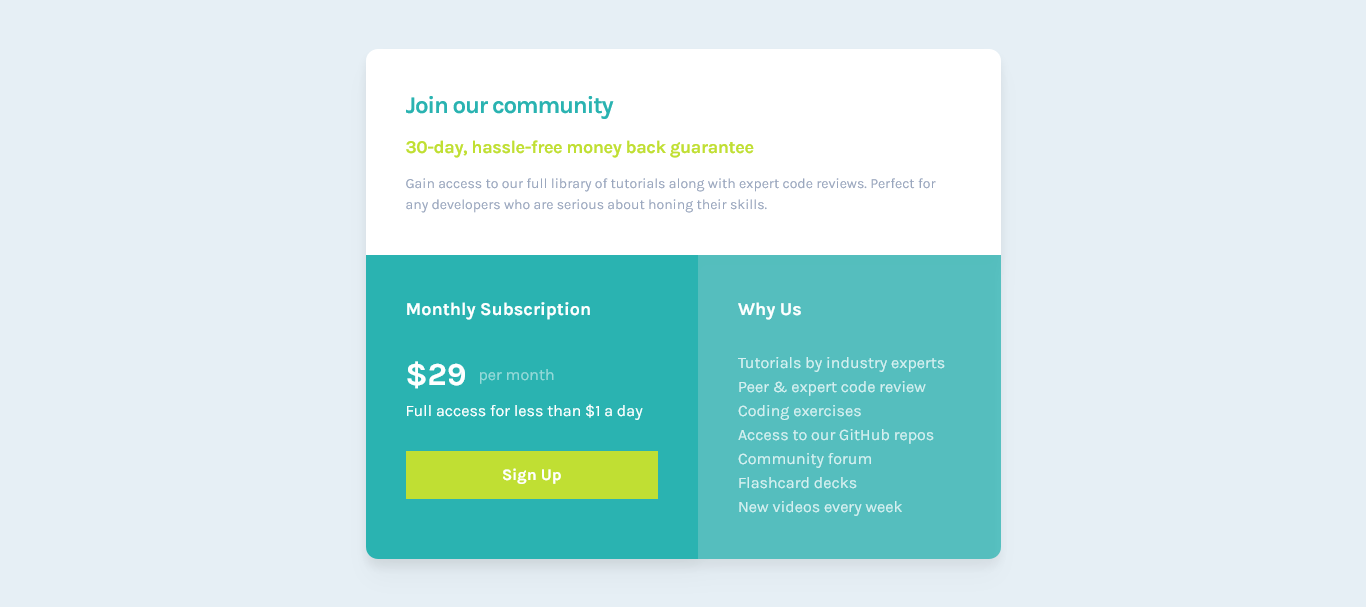 Join our community
30-day, hassle-free money back guarantee
Gain access to our full library of tutorials along with expert code reviews. Perfect for
any developers who are serious about honing their skills.
Monthly Subscription
$29 per month
Full access for less than $1 a day
Sign Up
Why Us
Tutorials by industry experts
Peer & expert code review
Coding exercises
Access to our GitHub repos
Community forum
Flashcard decks
New videos every week